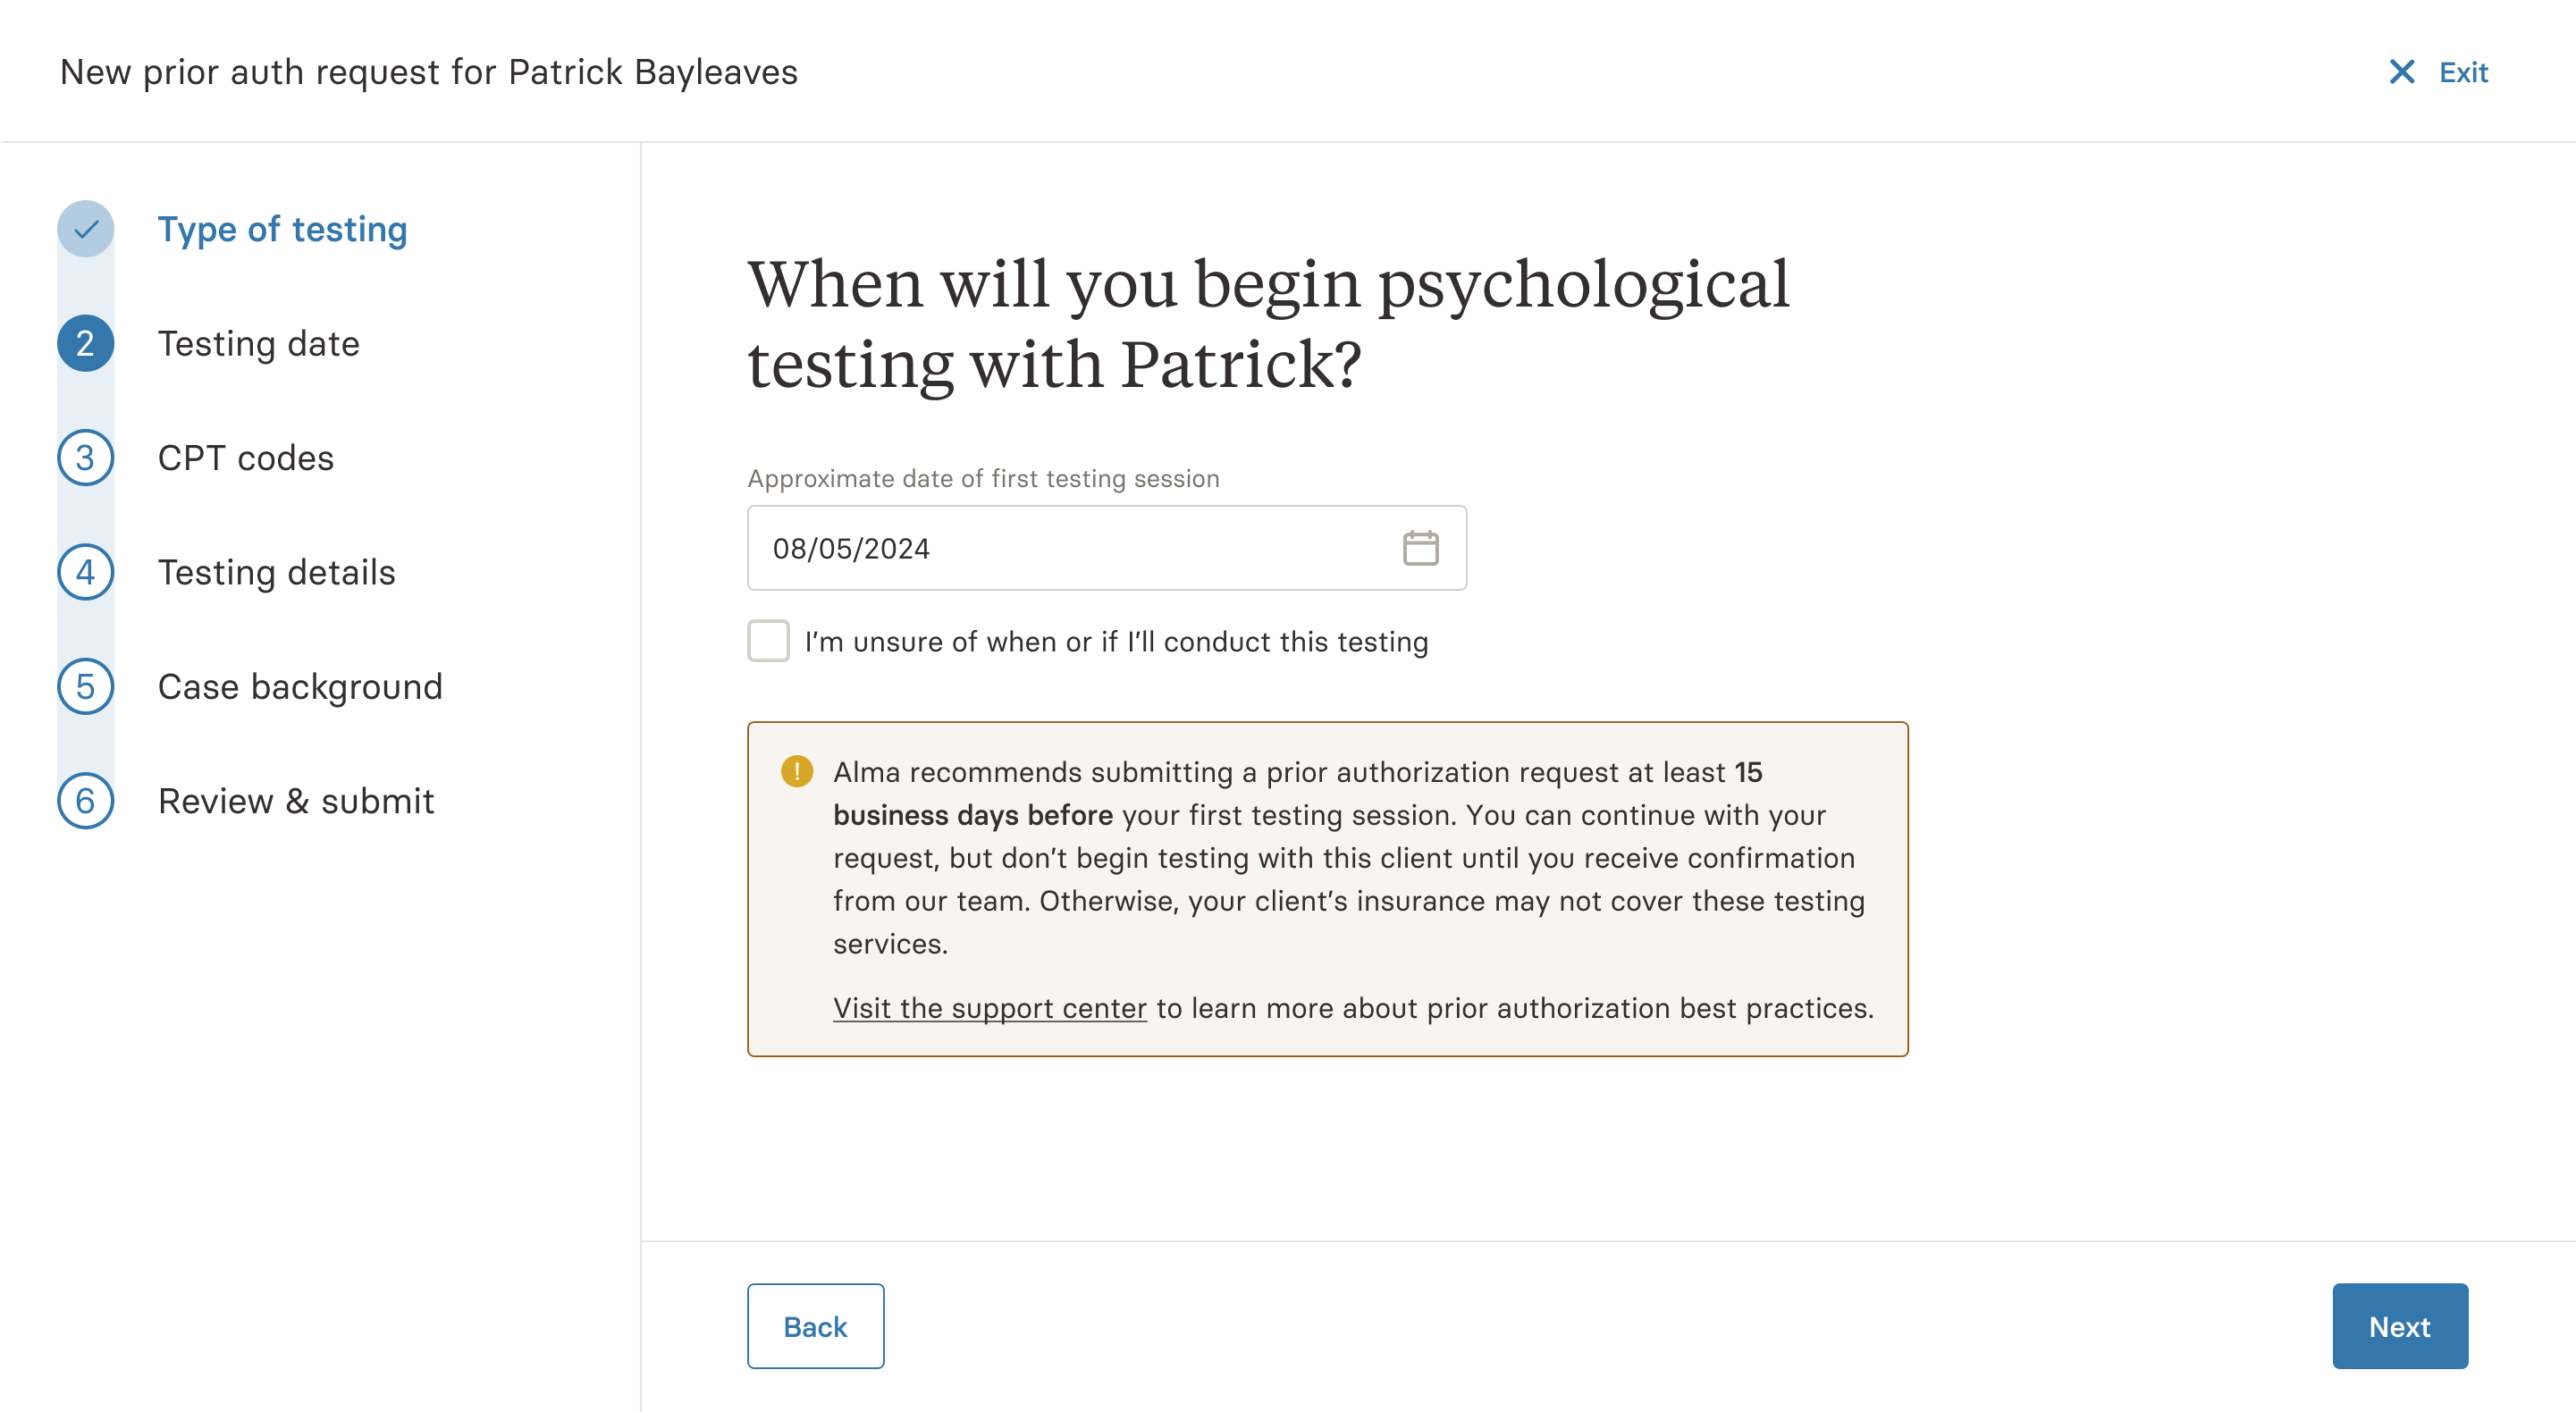 New prior auth request for Patrick Bayleaves
Exit
Type of testing
2 Testing date
3 CPT codes
4 Testing details
5 Case background
6 Review & submit
When will you begin psychological
testing with Patrick?
Approximate date of first testing session
08/05/2024
I’m unsure of when or if I’ll conduct this testing
! Alma recommends submitting a prior authorization request at least 15
business days before your first testing session. You can continue with your
request, but don’t begin testing with this client until you receive confirmation
from our team. Otherwise, your client’s insurance may not cover these testing
services.
Visit the support center to learn more about prior authorization best practices.
Back
Next